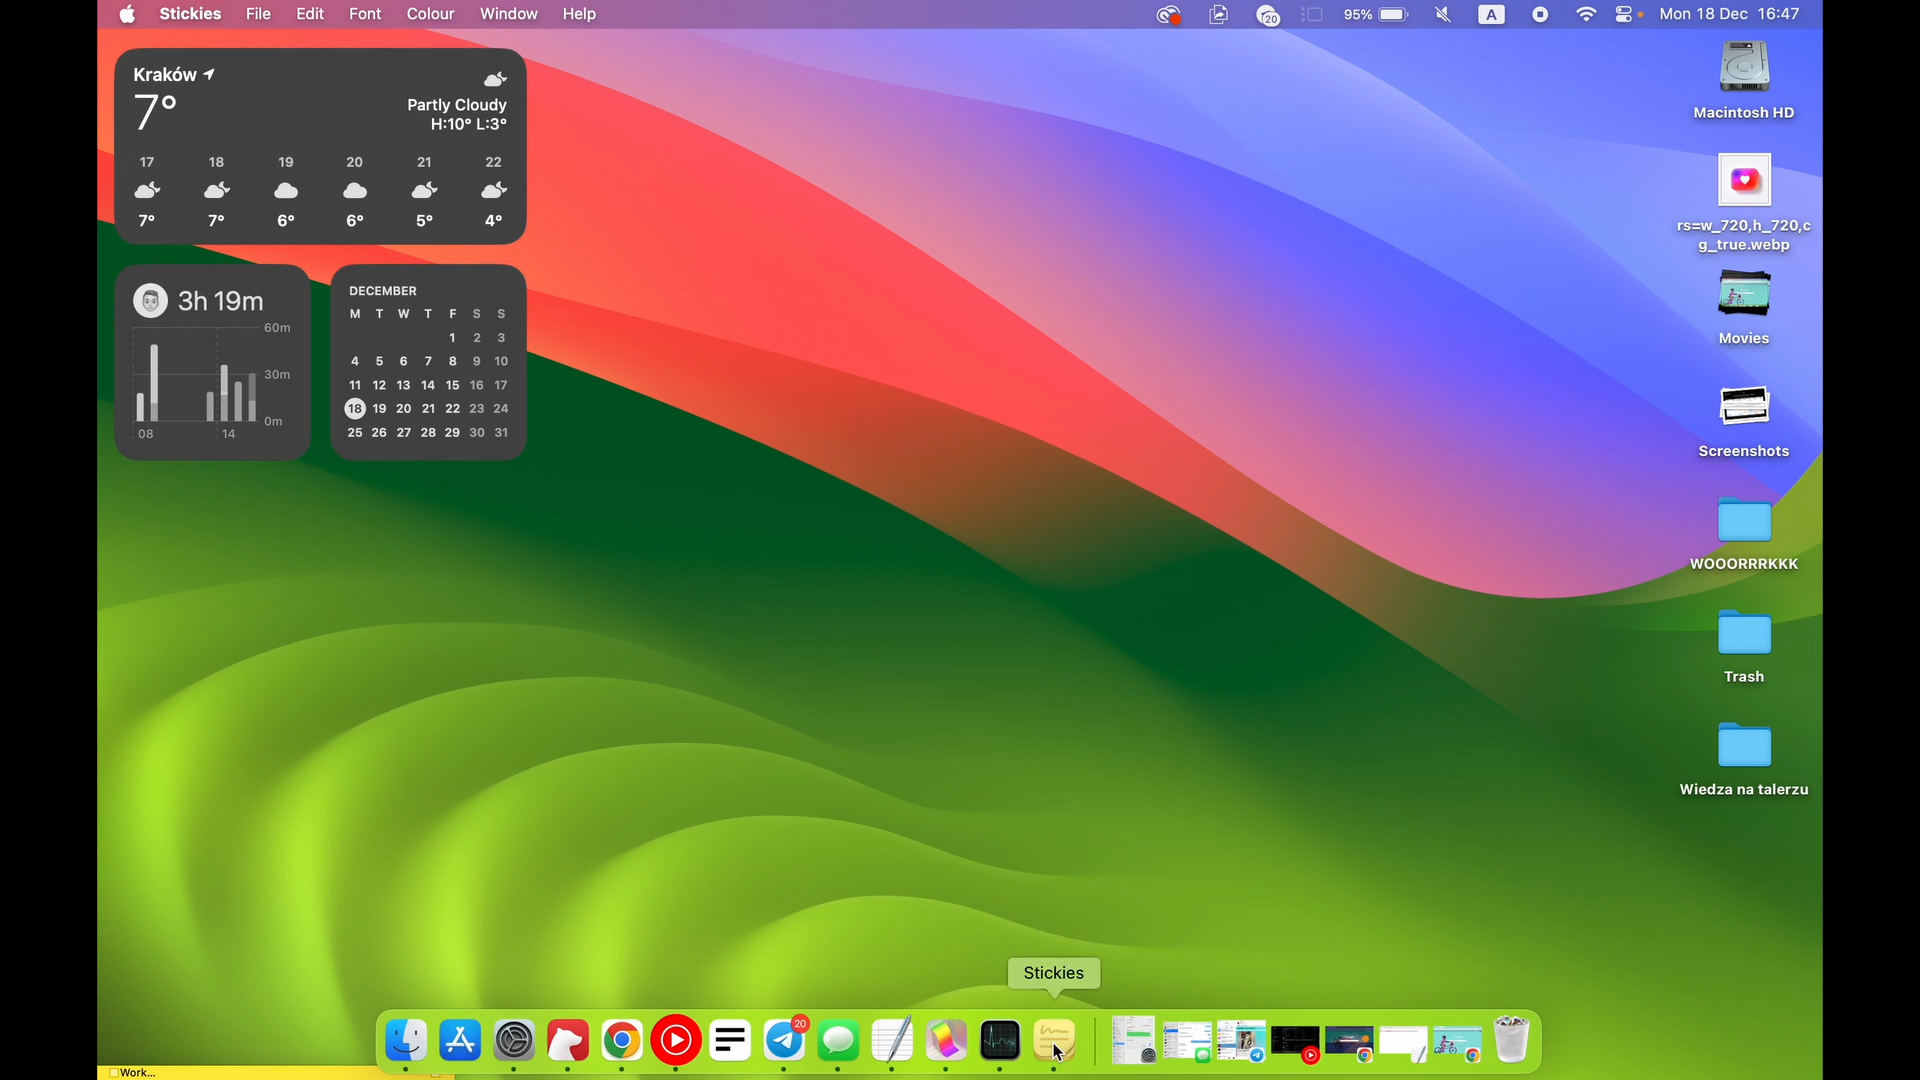 Stickies File Edit Font Colour Window Help
20 95% A Mon 18 Dec 16:47
Kraków
7°
Partly Cloudy
H:10° L:3°
17 18 19 20 21 22
7° 7° 6° 6° 5° 4°
3h 19m
60m
30m
0m
08 14
DECEMBER
M T W T F S S
1 2 3
4 5 6 7 8 9 10
11 12 13 14 15 16 17
18 19 20 21 22 23 24
25 26 27 28 29 30 31
Macintosh HD
rs=w_720,h_720,c
g_true.webp
Movies
Screenshots
WOOORRRKKK
Trash
Wiedza na talerzu
Stickies
20
Work...